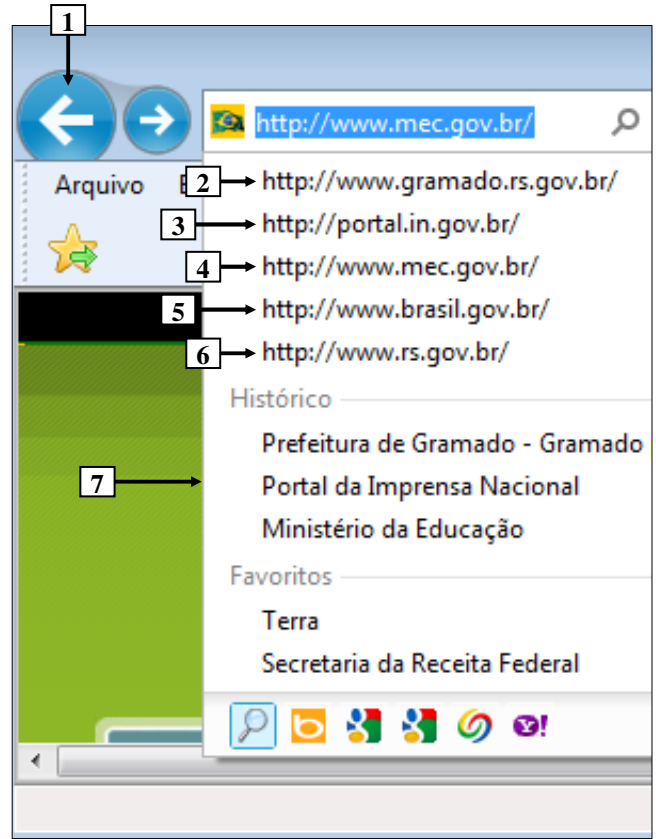 1
http://www.mec.gov.br/
Arquivo E
2 http://www.gramado.rs.gov.br/
3 http://portal.in.gov.br/
4 http://www.mec.gov.br/
5 http://www.brasil.gov.br/
6 http://www.rs.gov.br/
Histórico
Prefeitura de Gramado - Gramado
7 Portal da Imprensa Nacional
Ministério da Educação
Favoritos
Terra
Secretaria da Receita Federal
Y!